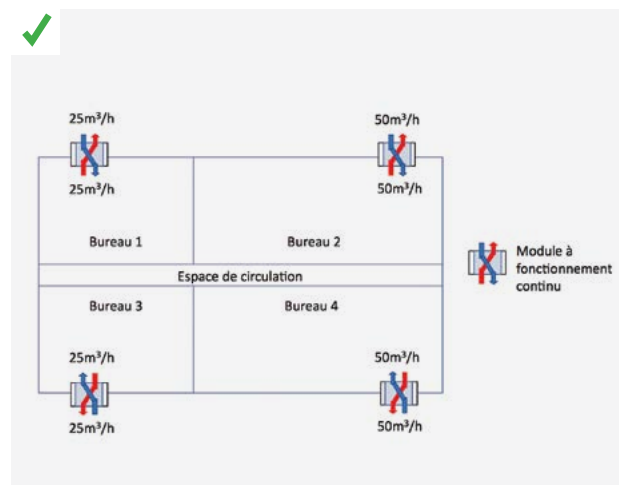 25m³/h
50m³/h
25m³/h
50m³/h
Bureau 1
Bureau 2
Module à
fonctionnement
continu
Espace de circulation
Bureau 3
Bureau 4
25m³/h
50m³/h
25m³/h
50m³/h